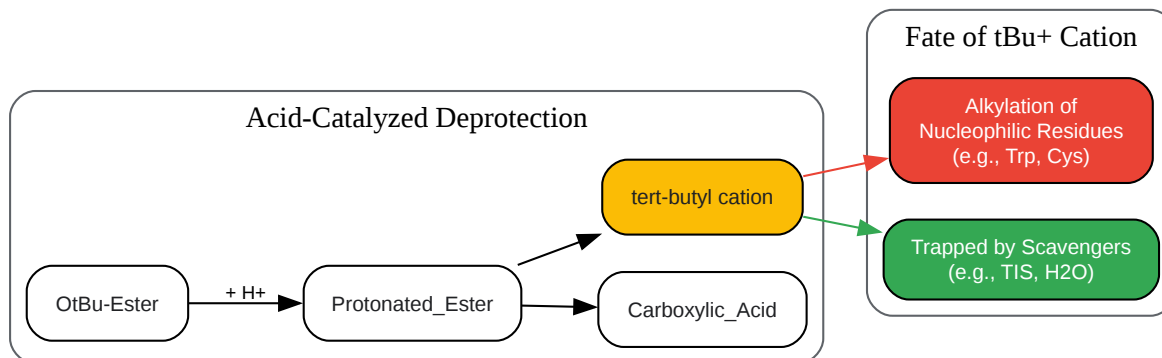 Acid-Catalyzed Deprotection
OtBu-Ester
+ H+
Protonated_Ester
tert-butyl cation
Carboxylic_Acid
Fate of tBu+ Cation
Alkylation of
Nucleophilic Residues
(e.g., Trp, Cys)
Trapped by Scavengers
(e.g., TIS, H2O)